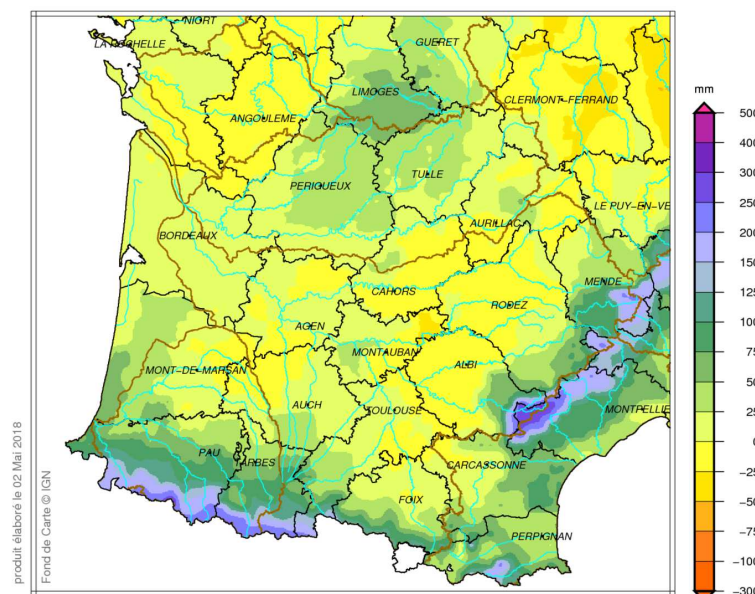 NIORT
LA ROCHELLE
GUERET
LIMOGES
CLERMONT−FERRAND
ANGOULEME
TULLE
PERIGUEUX
LE PUY−EN−VE
AURILLAC
BORDEAUX
MENDE
CAHORS
RODEZ
AGEN
MONTAUBAN
ALBI
MONT−DE−MARSAN
AUCH
TOULOUSE
MONTPELLIE
PAU
TARBES
CARCASSONNE
FOIX
PERPIGNAN
mm
500
400
300
200
150
125
100
75
50
25
0
−25
−50
−75
−100
−300
produit élaboré le 02 Mai 2018
Fond de Carte © IGN